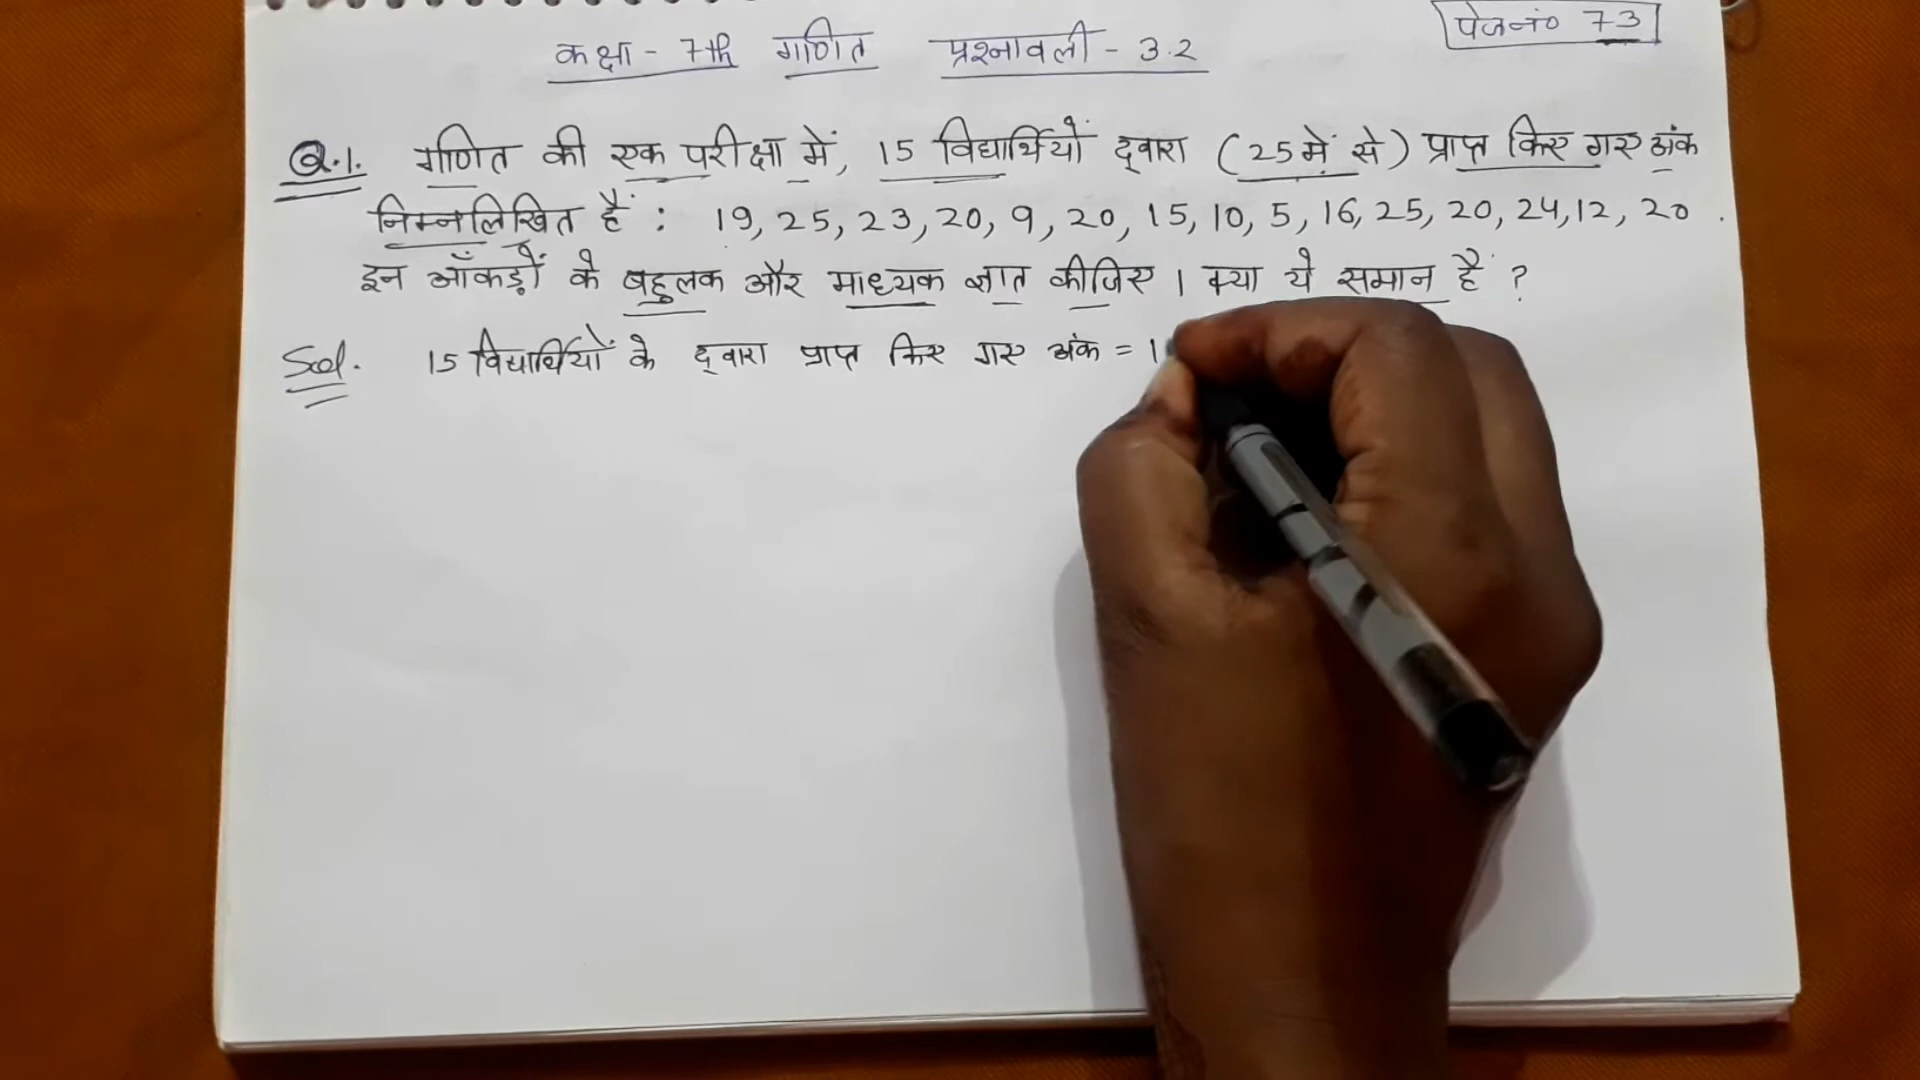 पेज नं० 73
कक्षा - 7th गणित प्रश्नावली - 3.2
Q.1. गणित की एक परीक्षा में, 15 विद्यार्थियों द्वारा (25 में से) प्राप्त किए गए अंक
निम्नलिखित हैं : 19, 25, 23, 20, 9, 20, 15, 10, 5, 16, 25, 20, 24, 12, 20 .
इन आँकड़ों के बहुलक और माध्यक ज्ञात कीजिए । क्या ये समान हैं ?
Sol. 15 विद्यार्थियों के द्वारा प्राप्त किए गए अंक = 1